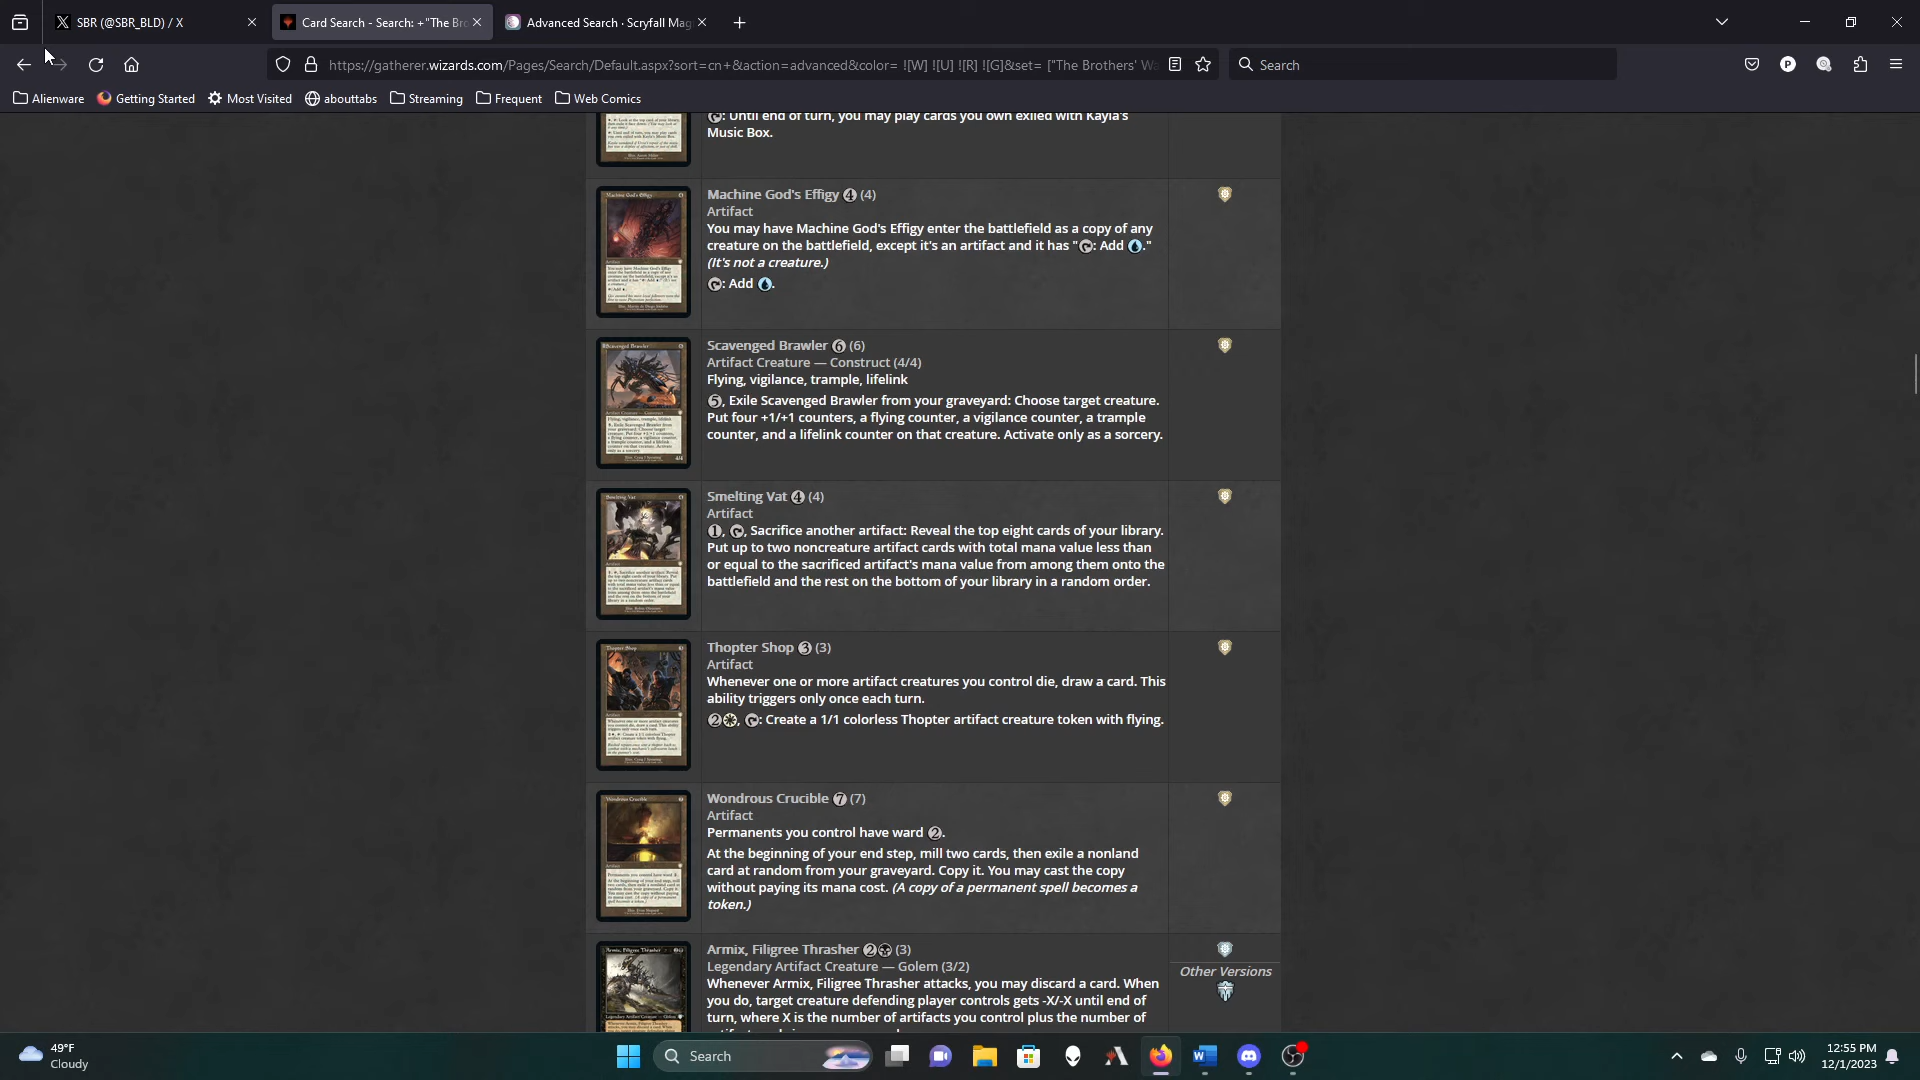 SBR (@SBR_BLD) / X
Card Search - Search: +"The Bro
Advanced Search · Scryfall Mag
https://gatherer.wizards.com/Pages/Search/Default.aspx?sort=cn+&action=advanced&color= ![W] ![U] ![R] ![G]&set= ["The Brothers' Wa
Search
Alienware
Getting Started
Most Visited
abouttabs
Streaming
Frequent
Web Comics
: Until end of turn, you may play cards you own exiled with Kayla's
Music Box.
Machine God's Effigy 4 (4)
Artifact
You may have Machine God's Effigy enter the battlefield as a copy of any
creature on the battlefield, except it's an artifact and it has ": Add ."
(It's not a creature.)
: Add .
Scavenged Brawler 6 (6)
Artifact Creature — Construct (4/4)
Flying, vigilance, trample, lifelink
5, Exile Scavenged Brawler from your graveyard: Choose target creature.
Put four +1/+1 counters, a flying counter, a vigilance counter, a trample
counter, and a lifelink counter on that creature. Activate only as a sorcery.
Smelting Vat 4 (4)
Artifact
1, , Sacrifice another artifact: Reveal the top eight cards of your library.
Put up to two noncreature artifact cards with total mana value less than
or equal to the sacrificed artifact's mana value from among them onto the
battlefield and the rest on the bottom of your library in a random order.
Thopter Shop 3 (3)
Artifact
Whenever one or more artifact creatures you control die, draw a card. This
ability triggers only once each turn.
2, : Create a 1/1 colorless Thopter artifact creature token with flying.
Wondrous Crucible 7 (7)
Artifact
Permanents you control have ward 2.
At the beginning of your end step, mill two cards, then exile a nonland
card at random from your graveyard. Copy it. You may cast the copy
without paying its mana cost. (A copy of a permanent spell becomes a
token.)
Armix, Filigree Thrasher 2 (3)
Legendary Artifact Creature — Golem (3/2)
Whenever Armix, Filigree Thrasher attacks, you may discard a card. When
you do, target creature defending player controls gets -X/-X until end of
turn, where X is the number of artifacts you control plus the number of
Other Versions
49°F
Cloudy
Search
12:55 PM
12/1/2023